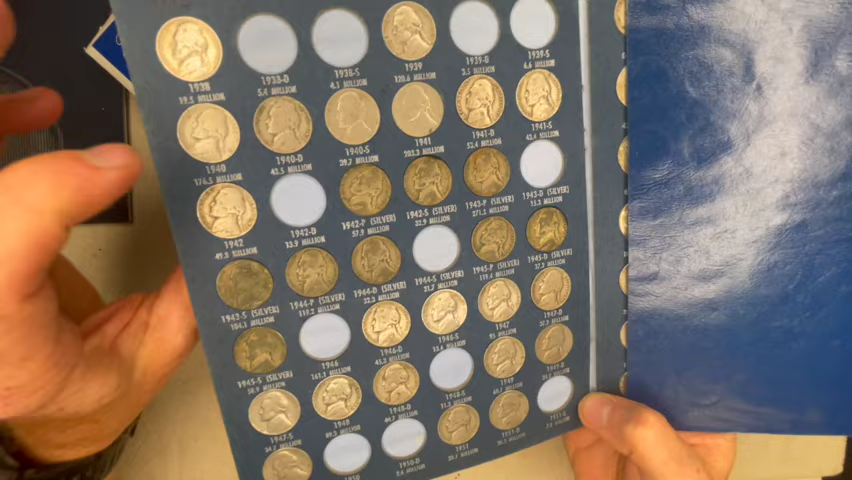 1938
19.5 MILLION
1938-D
5.4 MILLION
1938-S
4.1 MILLION
1939
120.6 MILLION
1939-D
3.5 MILLION
1939-S
6.6 MILLION
1940
176.5 MILLION
1940-D
43.5 MILLION
1940-S
39.7 MILLION
1941
203.3 MILLION
1941-D
53.4 MILLION
1941-S
43.4 MILLION
1942
49.8 MILLION
1942-D
13.9 MILLION
1942-P (SILVER)
57.9 MILLION
1942-S (SILVER)
32.9 MILLION
1943-P (SILVER)
271.2 MILLION
1943-D (SILVER)
15.3 MILLION
1943-S (SILVER)
104.1 MILLION
1944-P (SILVER)
119.2 MILLION
1944-D (SILVER)
32.3 MILLION
1944-S (SILVER)
21.6 MILLION
1945-P (SILVER)
119.4 MILLION
1945-D (SILVER)
37.2 MILLION
1945-S (SILVER)
58.9 MILLION
1946
161.1 MILLION
1946-D
45.3 MILLION
1946-S
1947
95 MILLION
1947-D
1947-S
1948
89.3 MILLION
1948-D
1948-S
1949
1950
1950-D
2.6 MILLION
1951
1951-D